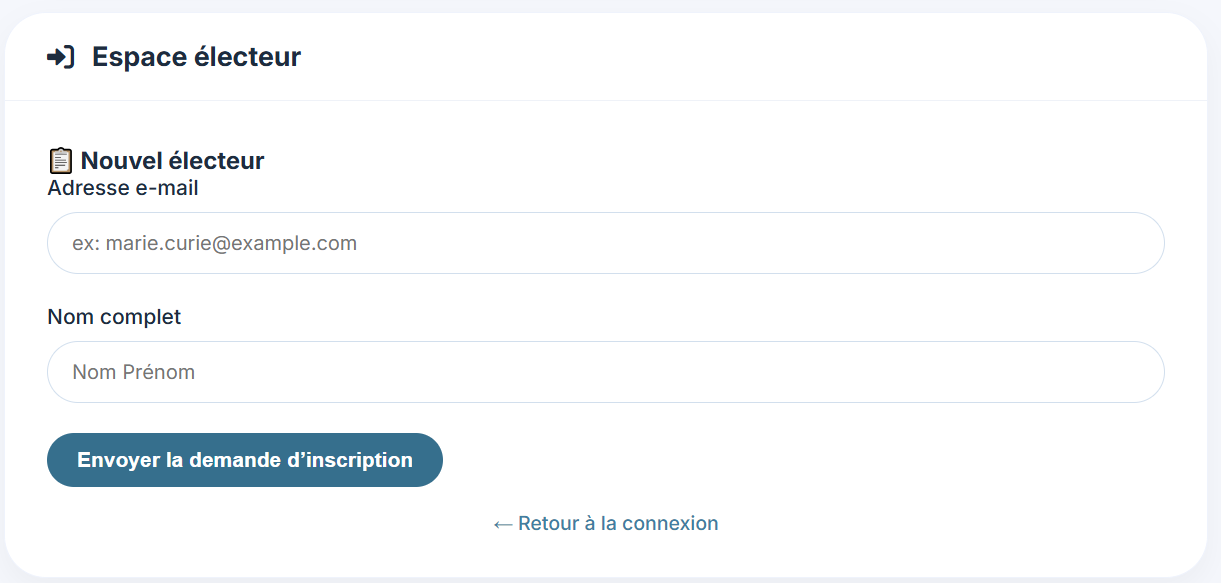 Espace électeur
📋 Nouvel électeur
Adresse e-mail
ex: marie.curie@example.com
Nom complet
Nom Prénom
Envoyer la demande d’inscription
← Retour à la connexion